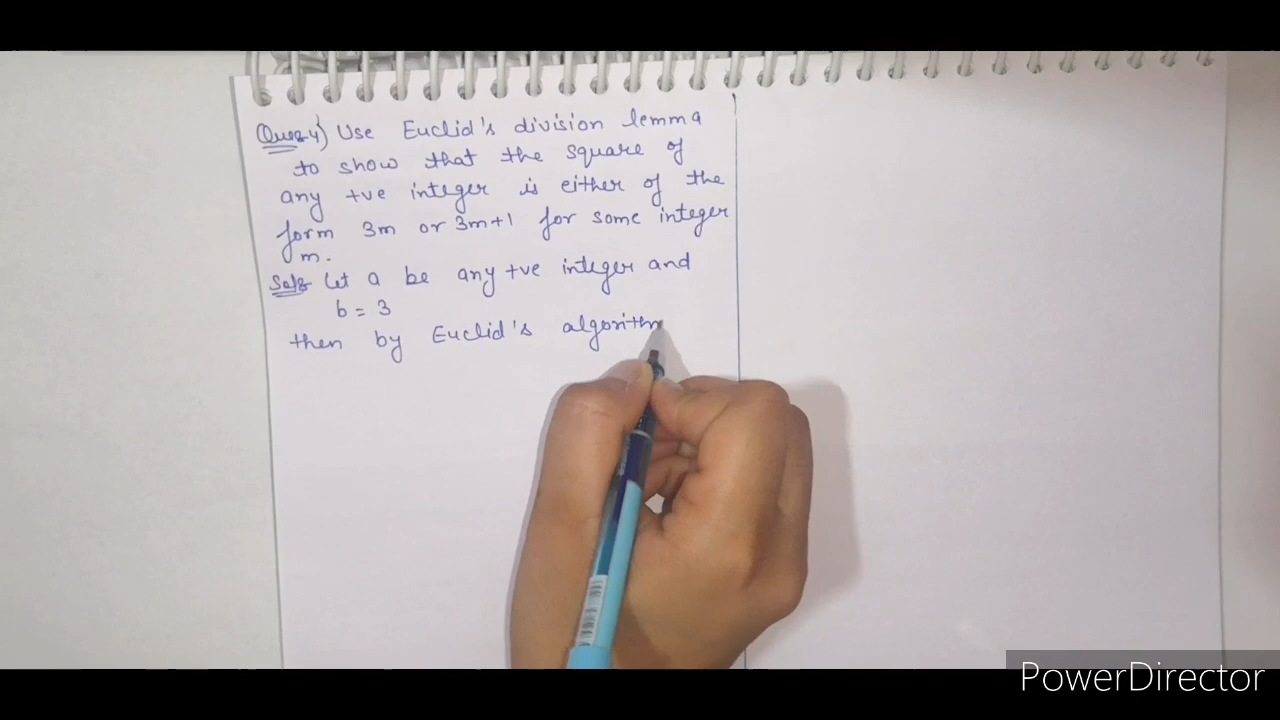 Ques 4) Use Euclid's division lemma
to show that the square of
any +ve integer is either of the
form 3m or 3m+1 for some integer
m.
Sol:- Let a be any +ve integer and
b = 3
then by Euclid's algorithm
PowerDirector